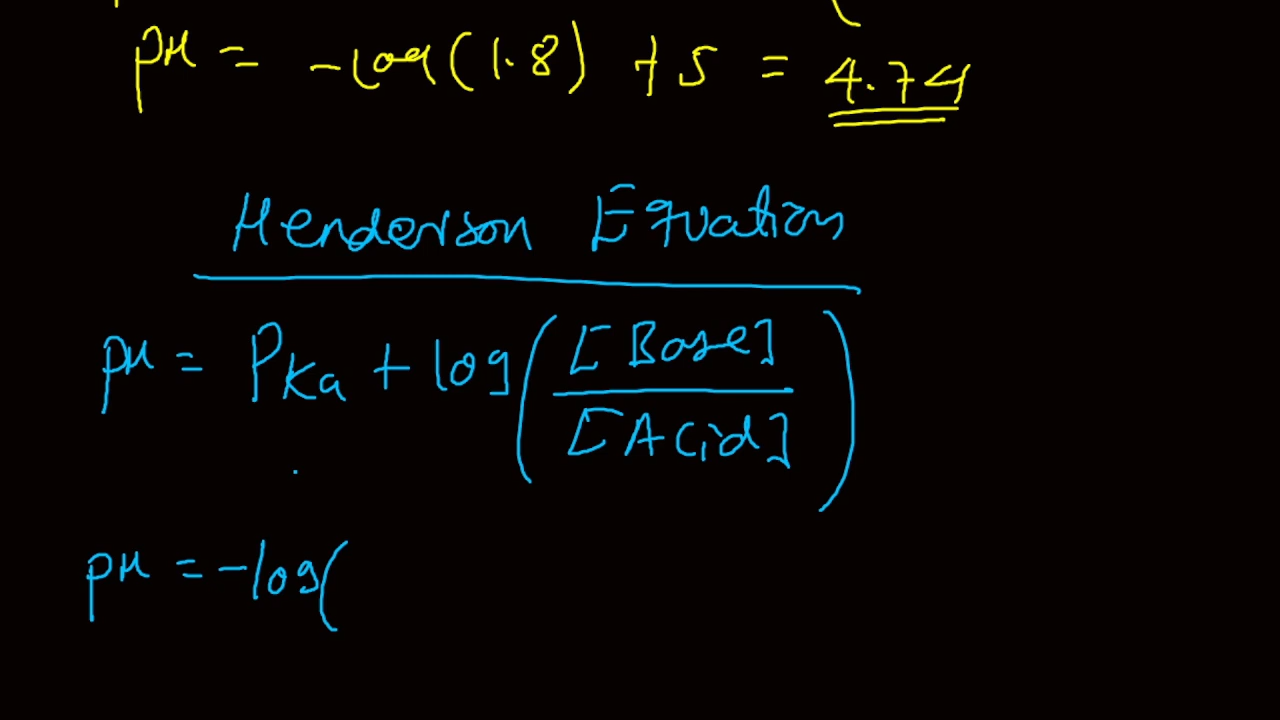 pH = -log(1.8) + 5 = 4.74
Henderson Equation
pH = PKa + log([Base]/[Acid])
pH = -log(